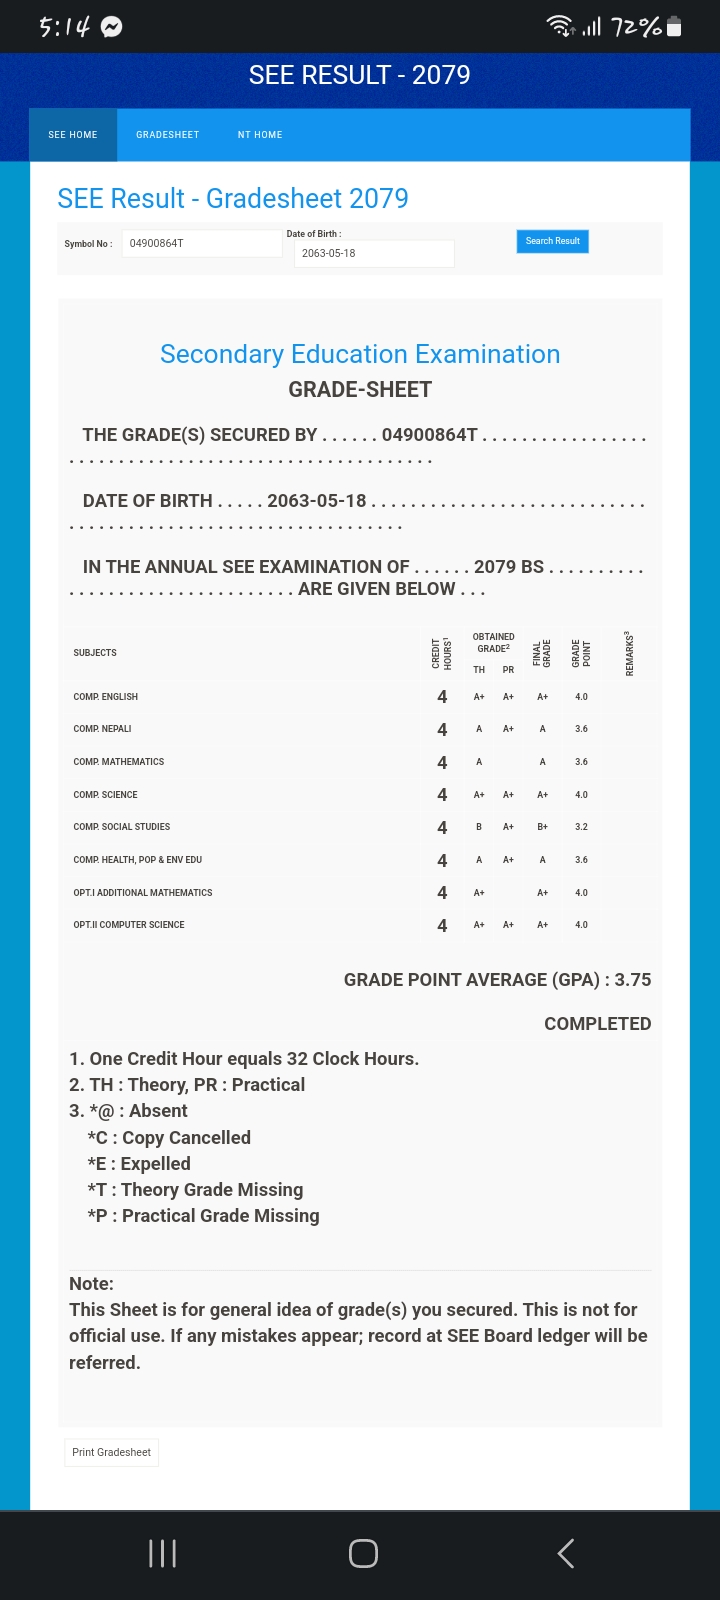 5:14 72%
SEE RESULT - 2079
SEE HOME GRADESHEET NT HOME
SEE Result - Gradesheet 2079
Symbol No : 04900864T Date of Birth : 2063-05-18 Search Result
Secondary Education Examination
GRADE-SHEET
THE GRADE(S) SECURED BY . . . . . . 04900864T . . . . . . . . . . . . . . . . .
. . . . . . . . . . . . . . . . . . . . . . . . . . . . . . . . . . . . .
DATE OF BIRTH . . . . . 2063-05-18 . . . . . . . . . . . . . . . . . . . . . . . . . . . .
. . . . . . . . . . . . . . . . . . . . . . . . . . . . . . . . . .
IN THE ANNUAL SEE EXAMINATION OF . . . . . . 2079 BS . . . . . . . . . .
. . . . . . . . . . . . . . . . . . . . . . . ARE GIVEN BELOW . . .
SUBJECTS CREDIT HOURS¹ OBTAINED GRADE² TH PR FINAL GRADE GRADE POINT REMARKS³
COMP. ENGLISH 4 A+ A+ A+ 4.0
COMP. NEPALI 4 A A+ A 3.6
COMP. MATHEMATICS 4 A A 3.6
COMP. SCIENCE 4 A+ A+ A+ 4.0
COMP. SOCIAL STUDIES 4 B A+ B+ 3.2
COMP. HEALTH, POP & ENV EDU 4 A A+ A 3.6
OPT.I ADDITIONAL MATHEMATICS 4 A+ A+ 4.0
OPT.II COMPUTER SCIENCE 4 A+ A+ A+ 4.0
GRADE POINT AVERAGE (GPA) : 3.75
COMPLETED
1. One Credit Hour equals 32 Clock Hours.
2. TH : Theory, PR : Practical
3. *@ : Absent
*C : Copy Cancelled
*E : Expelled
*T : Theory Grade Missing
*P : Practical Grade Missing
Note:
This Sheet is for general idea of grade(s) you secured. This is not for
official use. If any mistakes appear; record at SEE Board ledger will be
referred.
Print Gradesheet